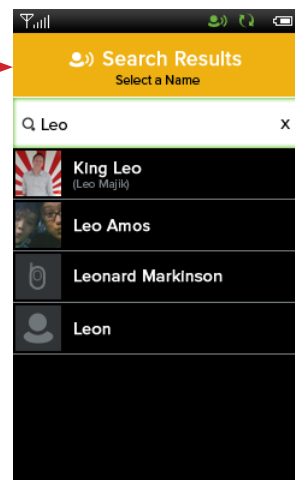 Search Results
Select a Name
Leo x
King Leo
(Leo Majik)
Leo Amos
Leonard Markinson
Leon